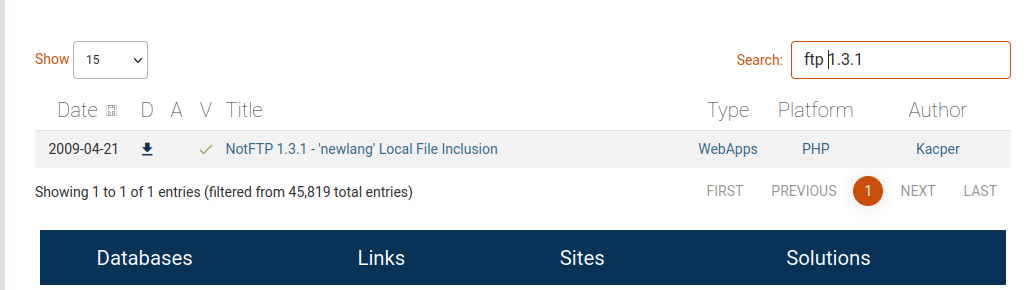 Show 15 Search: ftp 1.3.1
Date D A V Title Type Platform Author
2009-04-21 NotFTP 1.3.1 - 'newlang' Local File Inclusion WebApps PHP Kacper
Showing 1 to 1 of 1 entries (filtered from 45,819 total entries) FIRST PREVIOUS 1 NEXT LAST
Databases Links Sites Solutions